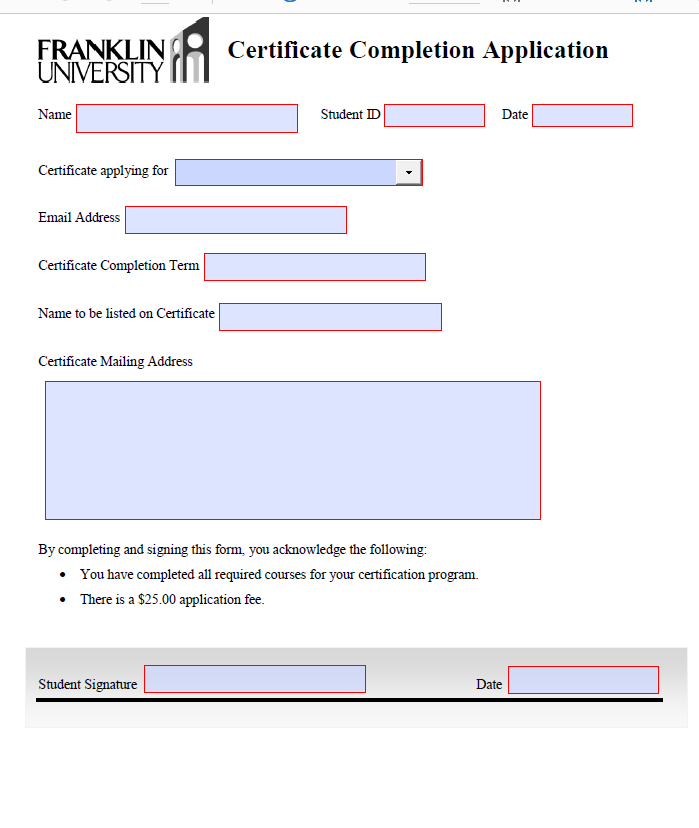 FRANKLIN
UNIVERSITY
Certificate Completion Application
Name Student ID Date
Certificate applying for
Email Address
Certificate Completion Term
Name to be listed on Certificate
Certificate Mailing Address
By completing and signing this form, you acknowledge the following:
• You have completed all required courses for your certification program.
• There is a $25.00 application fee.
Student Signature Date